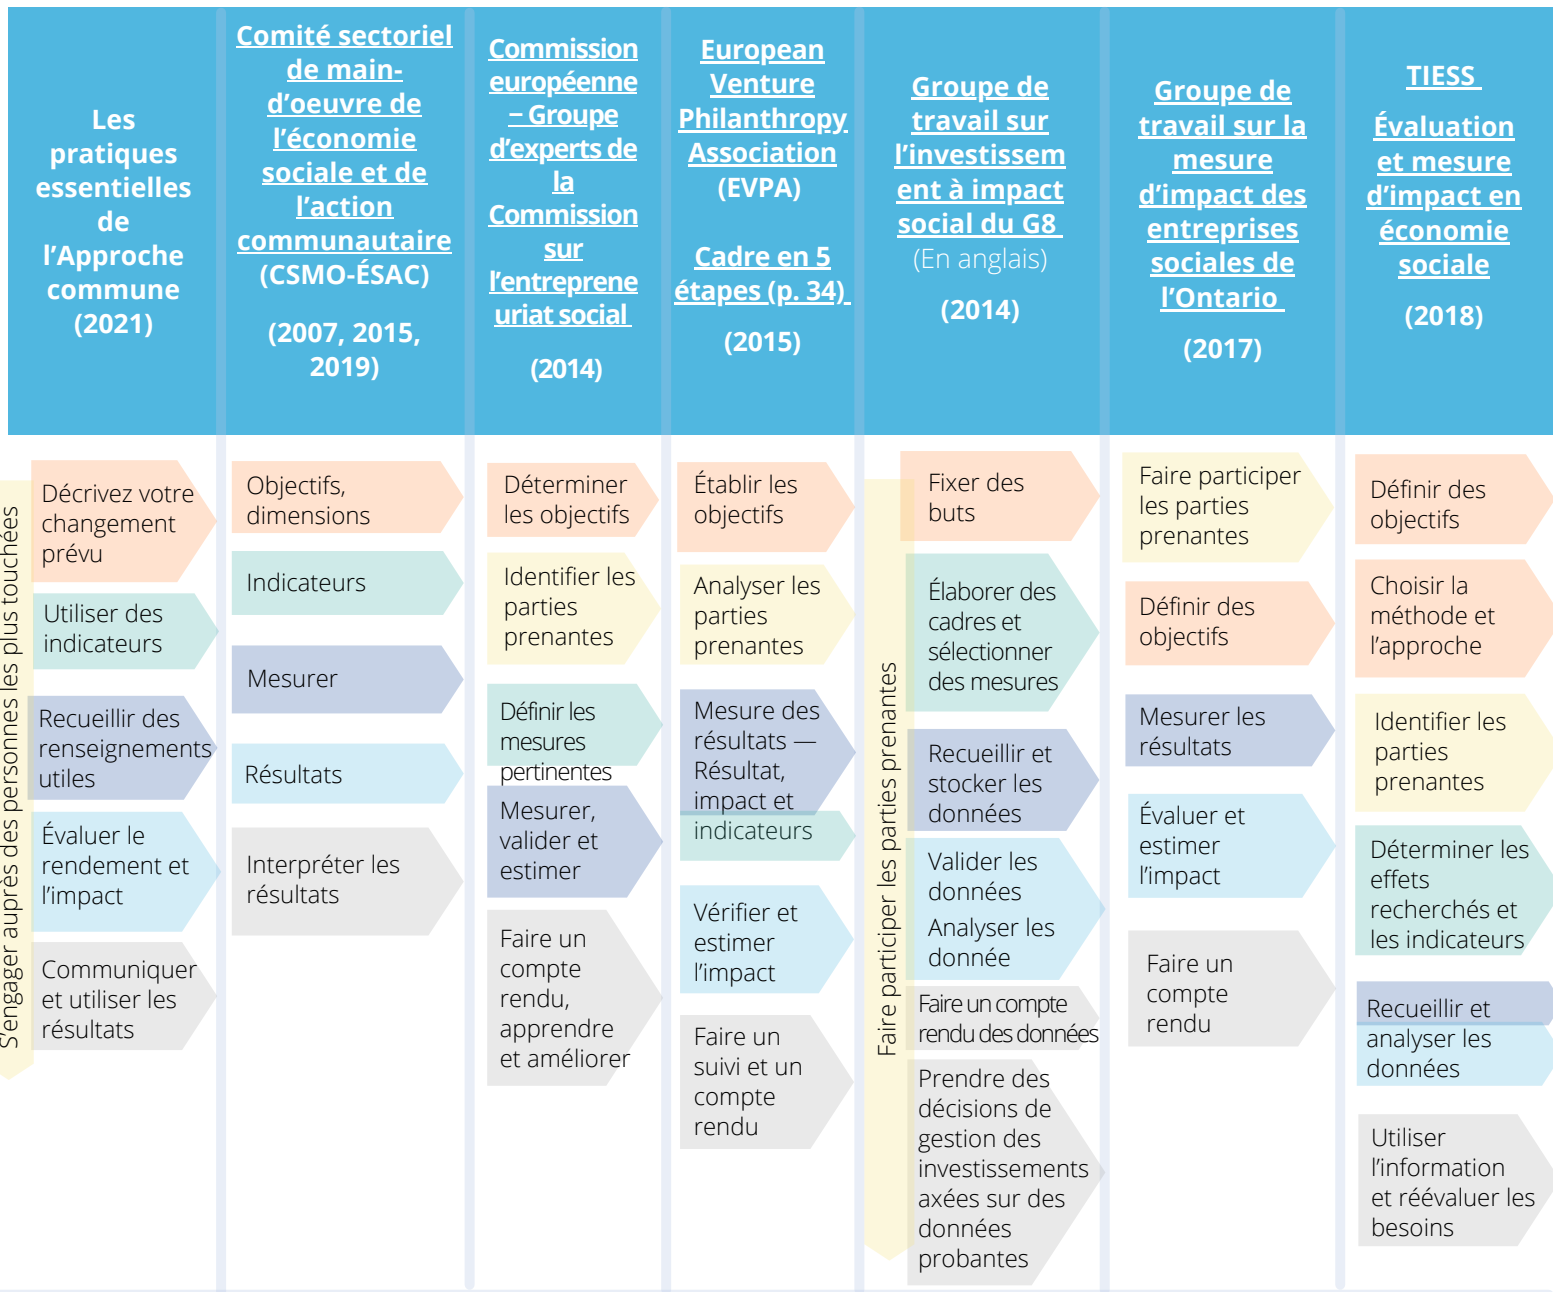 Les
pratiques
essentielles
de
l’Approche
commune
(2021)
Comité sectoriel
de main-
d’oeuvre de
l’économie
sociale et de
l’action
communautaire
(CSMO-ÉSAC)
(2007, 2015,
2019)
Commission
européenne
– Groupe
d’experts de
la
Commission
sur
l’entreprene
uriat social
(2014)
European
Venture
Philanthropy
Association
(EVPA)
Cadre en 5
étapes (p. 34)
(2015)
Groupe de
travail sur
l’investissem
ent à impact
social du G8
(En anglais)
(2014)
Groupe de
travail sur la
mesure
d’impact des
entreprises
sociales de
l’Ontario
(2017)
TIESS
Évaluation
et mesure
d’impact en
économie
sociale
(2018)
S’engager auprès des personnes les plus touchées
Décrivez votre
changement
prévu
Utiliser des
indicateurs
Recueillir des
renseignements
utiles
Évaluer le
rendement et
l’impact
Communiquer
et utiliser les
résultats
Objectifs,
dimensions
Indicateurs
Mesurer
Résultats
Interpréter les
résultats
Déterminer
les objectifs
Identifier les
parties
prenantes
Définir les
mesures
pertinentes
Mesurer,
valider et
estimer
Faire un
compte
rendu,
apprendre
et améliorer
Établir les
objectifs
Analyser les
parties
prenantes
Mesure des
résultats —
Résultat,
impact et
indicateurs
Vérifier et
estimer
l’impact
Faire un
suivi et un
compte
rendu
Faire participer les parties prenantes
Fixer des
buts
Élaborer des
cadres et
sélectionner
des mesures
Recueillir et
stocker les
données
Valider les
données
Analyser les
donnée
Faire un compte
rendu des données
Prendre des
décisions de
gestion des
investissements
axées sur des
données
probantes
Faire participer
les parties
prenantes
Définir des
objectifs
Mesurer les
résultats
Évaluer et
estimer
l’impact
Faire un
compte
rendu
Définir des
objectifs
Choisir la
méthode et
l’approche
Identifier les
parties
prenantes
Déterminer les
effets
recherchés et
les indicateurs
Recueillir et
analyser les
données
Utiliser
l’information
et réévaluer les
besoins